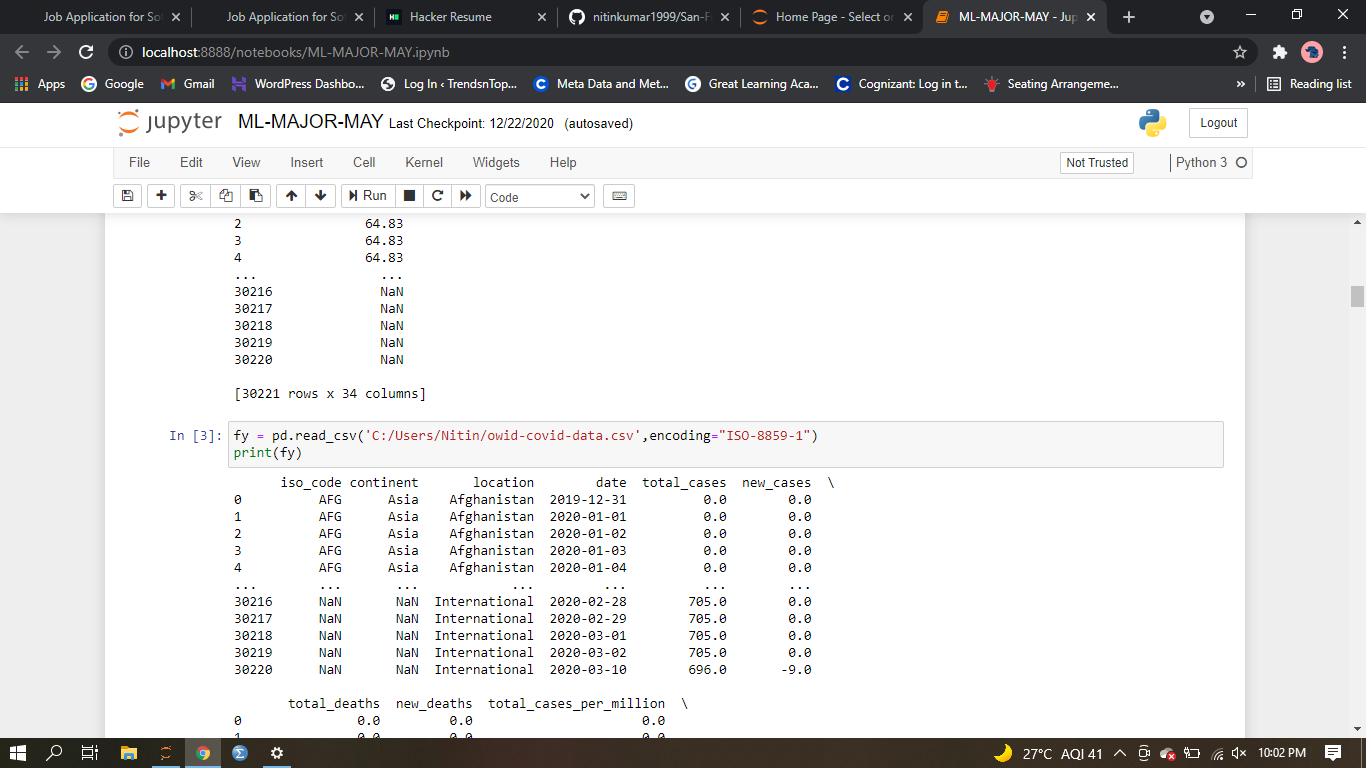 Job Application for So
Job Application for So
Hacker Resume
nitinkumar1999/San-F
Home Page - Select or
ML-MAJOR-MAY - Jup
localhost:8888/notebooks/ML-MAJOR-MAY.ipynb
Apps
Google
Gmail
WordPress Dashbo...
Log In ‹ TrendsnTop...
Meta Data and Met...
Great Learning Aca...
Cognizant: Log in t...
Seating Arrangeme...
»
Reading list
jupyter ML-MAJOR-MAY Last Checkpoint: 12/22/2020 (autosaved)
Logout
File Edit View Insert Cell Kernel Widgets Help
Not Trusted
Python 3
Run
Code
2 64.83
3 64.83
4 64.83
... ...
30216 NaN
30217 NaN
30218 NaN
30219 NaN
30220 NaN
[30221 rows x 34 columns]
In [3]: fy = pd.read_csv('C:/Users/Nitin/owid-covid-data.csv',encoding="ISO-8859-1")
print(fy)
iso_code continent location date total_cases new_cases \
0 AFG Asia Afghanistan 2019-12-31 0.0 0.0
1 AFG Asia Afghanistan 2020-01-01 0.0 0.0
2 AFG Asia Afghanistan 2020-01-02 0.0 0.0
3 AFG Asia Afghanistan 2020-01-03 0.0 0.0
4 AFG Asia Afghanistan 2020-01-04 0.0 0.0
... ... ... ... ... ... ...
30216 NaN NaN International 2020-02-28 705.0 0.0
30217 NaN NaN International 2020-02-29 705.0 0.0
30218 NaN NaN International 2020-03-01 705.0 0.0
30219 NaN NaN International 2020-03-02 705.0 0.0
30220 NaN NaN International 2020-03-10 696.0 -9.0
total_deaths new_deaths total_cases_per_million \
0 0.0 0.0 0.0
1 0.0 0.0 0.0
27°C AQI 41
10:02 PM